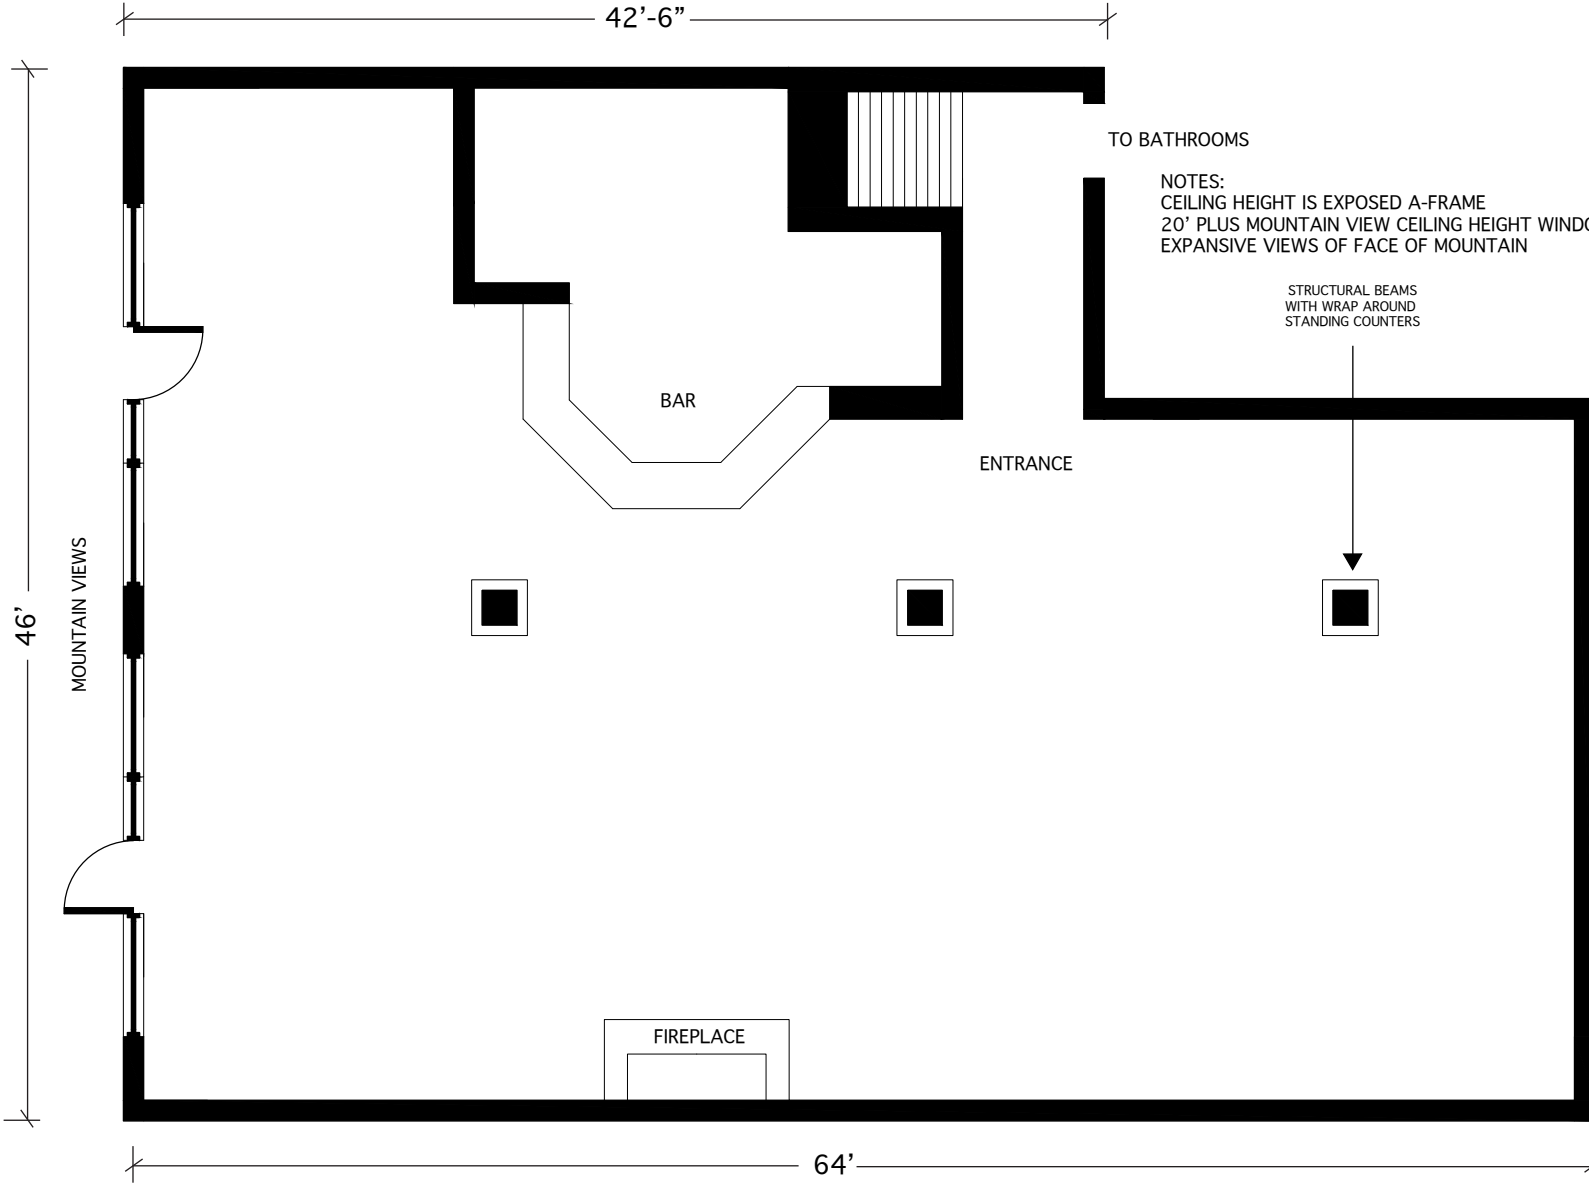 42’-6”
TO BATHROOMS
NOTES:
CEILING HEIGHT IS EXPOSED A-FRAME
20’ PLUS MOUNTAIN VIEW CEILING HEIGHT
EXPANSIVE VIEWS OF FACE OF MOUNTAIN
STRUCTURAL BEAMS
WITH WRAP AROUND
STANDING COUNTERS
BAR
ENTRANCE
MOUNTAIN VIEWS
46’
FIREPLACE
64’